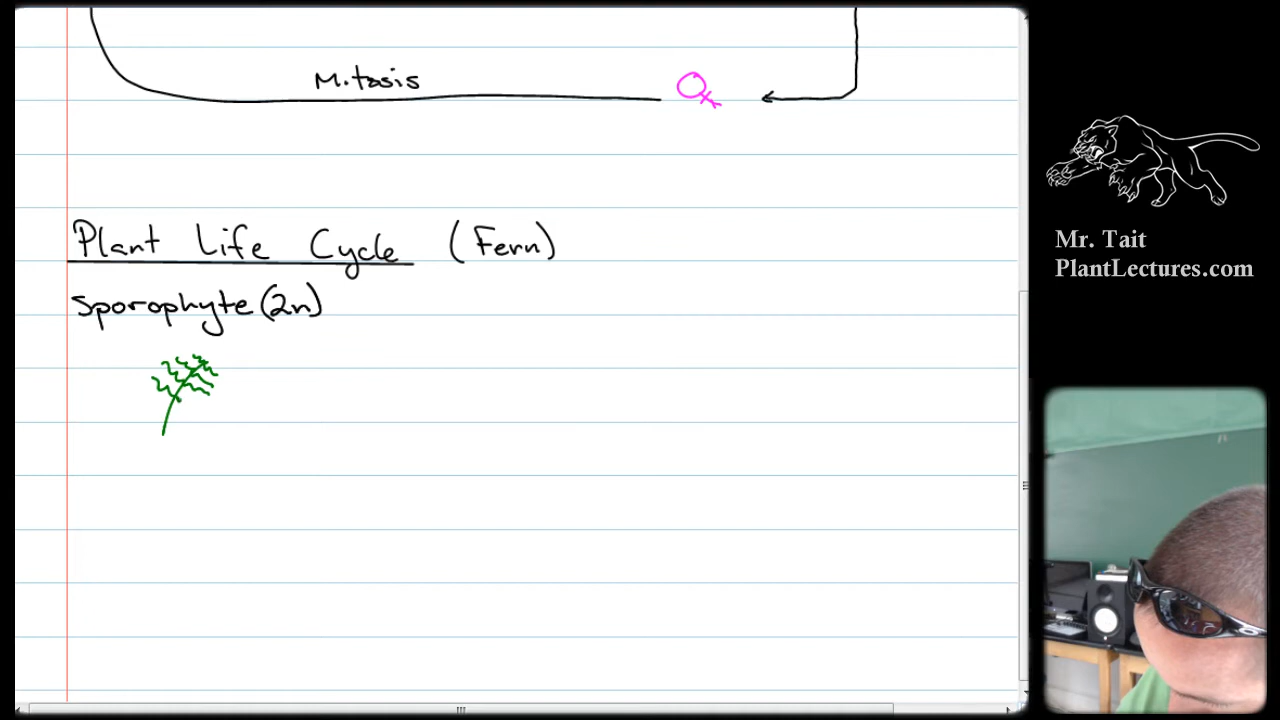 Mitosis
Plant Life Cycle (Fern)
Sporophyte (2n)
Mr. Tait
PlantLectures.com